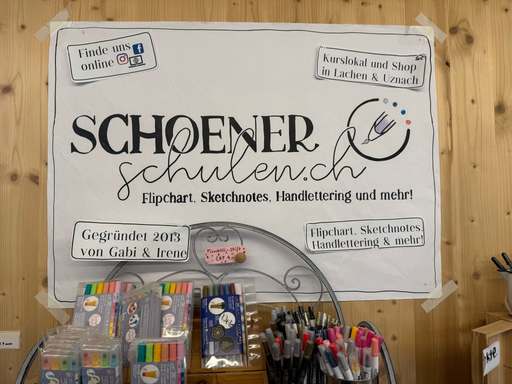 Finde uns
online
Kurslokal und Shop
in Lachen & Uznach
SCHOENER
schulen.ch
Flipchart, Sketchnotes, Handlettering und mehr!
Gegründet 2013
von Gabi & Irene
Flipchart, Sketchnotes,
Handlettering & mehr!